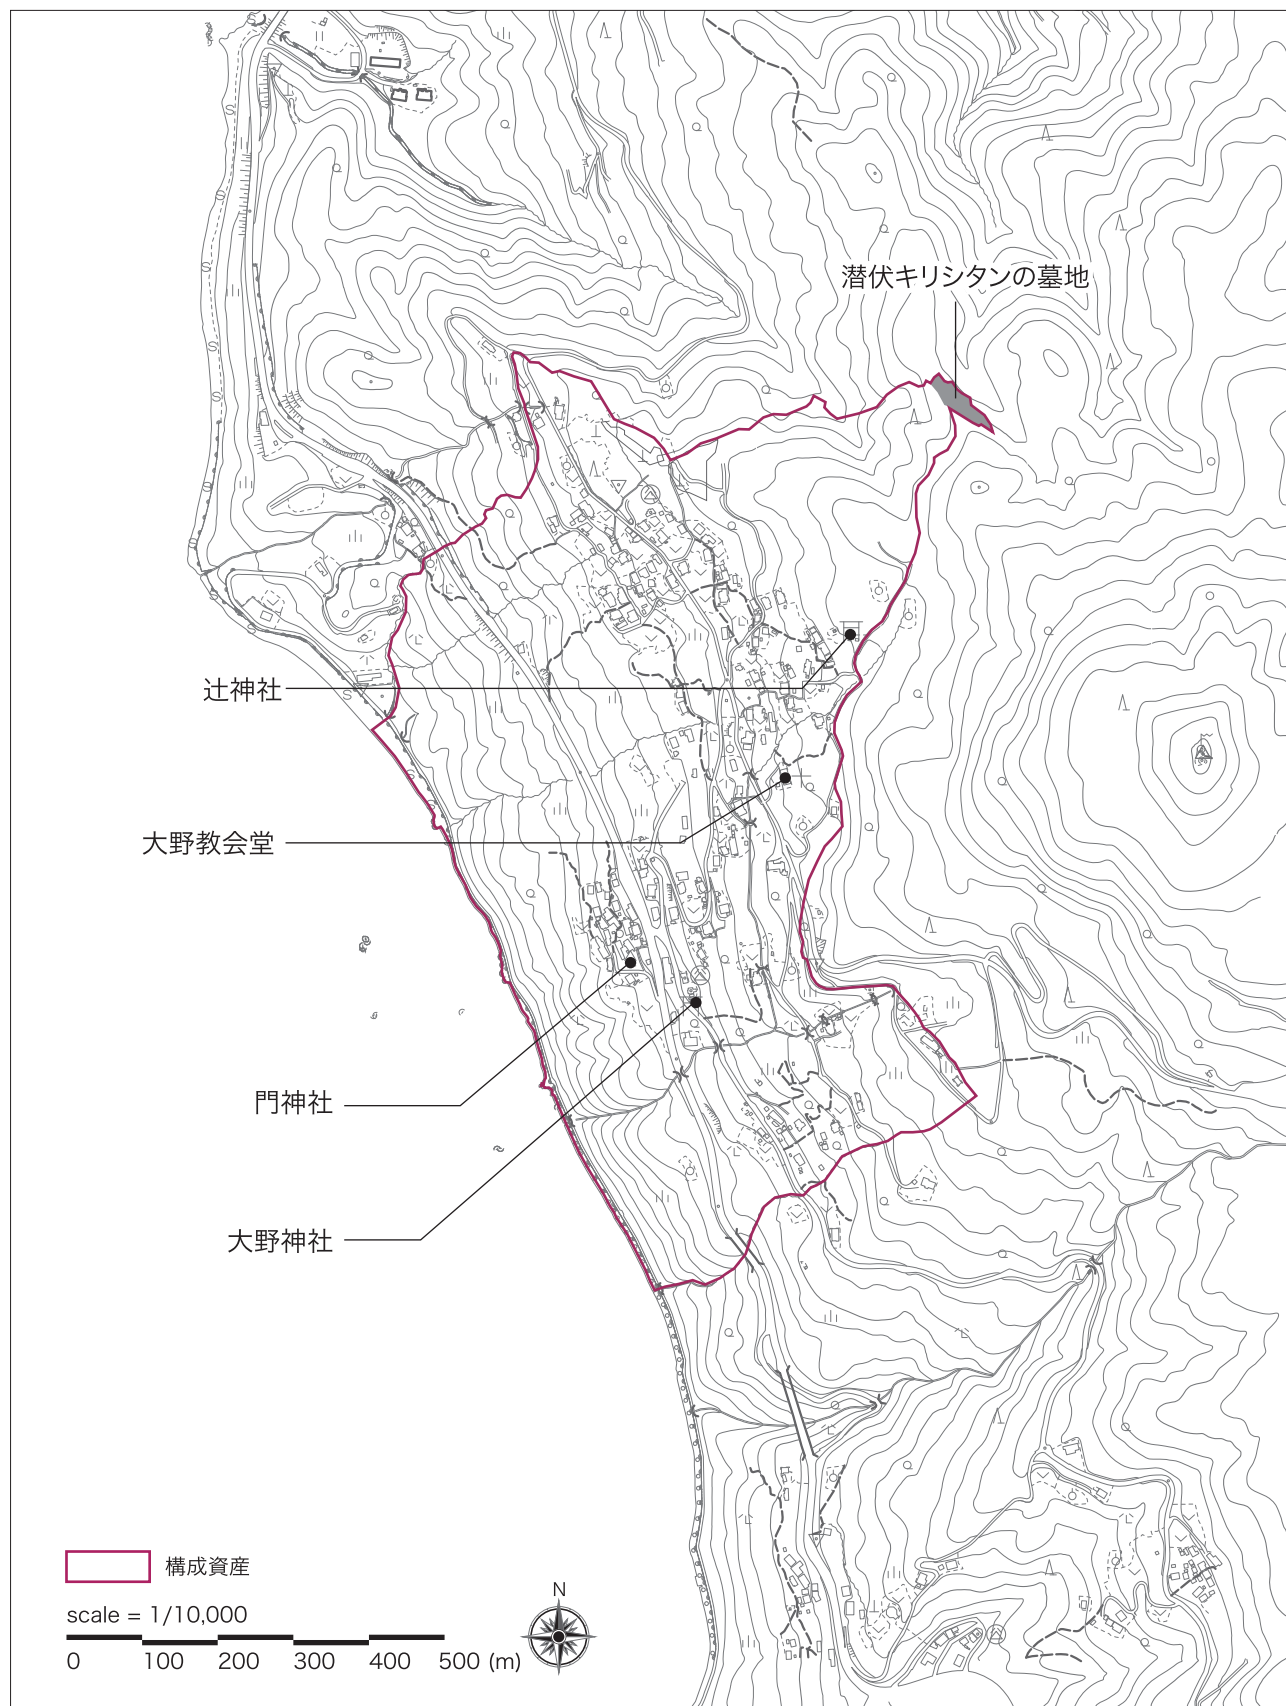 潜伏キリシタンの墓地
辻神社
大野教会堂
門神社
大野神社
構成資産
scale = 1/10,000
0 100 200 300 400 500 (m)
N